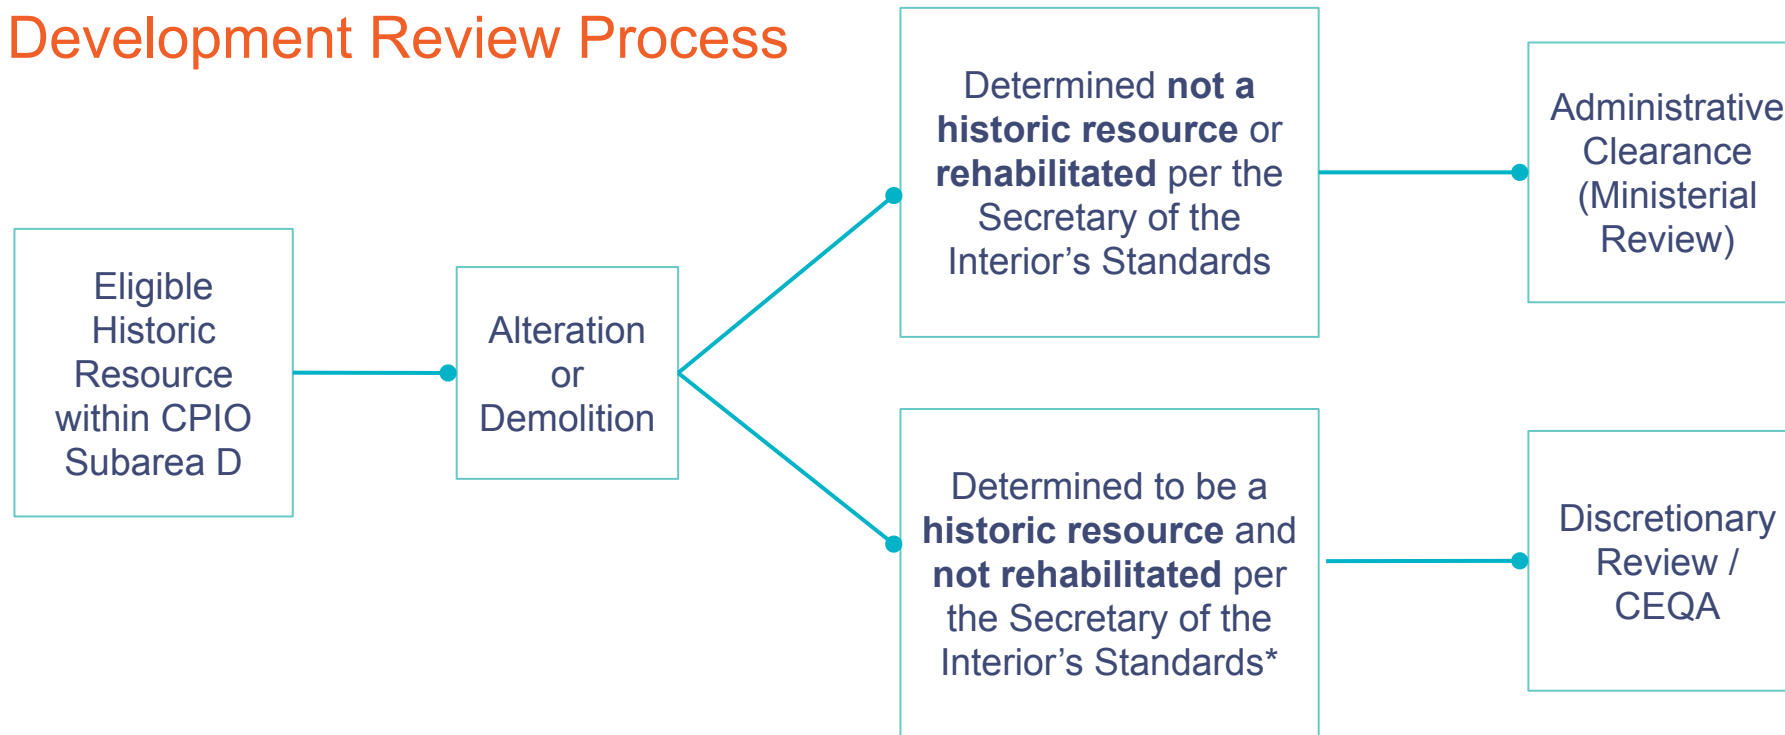 Development Review Process
Eligible
Historic
Resource
within CPIO
Subarea D
Alteration
or
Demolition
Determined not a
historic resource or
rehabilitated per the
Secretary of the
Interior’s Standards
Administrative
Clearance
(Ministerial
Review)
Determined to be a
historic resource and
not rehabilitated per
the Secretary of the
Interior’s Standards*
Discretionary
Review /
CEQA